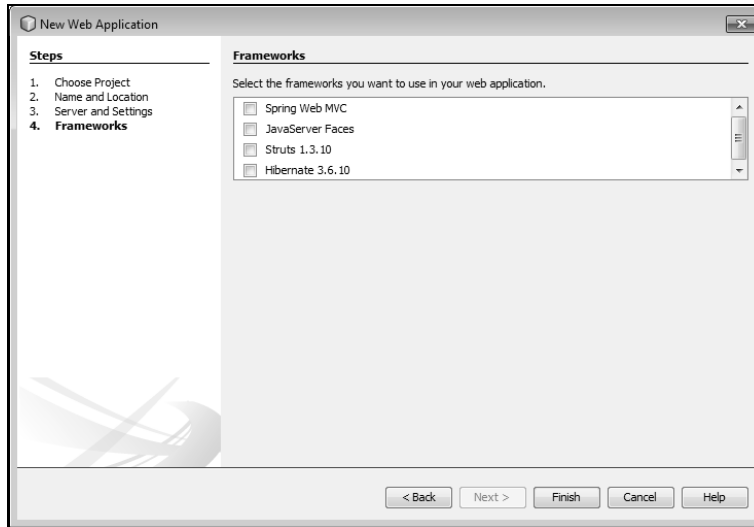 New Web Application
Steps
1. Choose Project
2. Name and Location
3. Server and Settings
4. Frameworks
Frameworks
Select the frameworks you want to use in your web application.
Spring Web MVC
JavaServer Faces
Struts 1.3.10
Hibernate 3.6.10
< Back Next > Finish Cancel Help